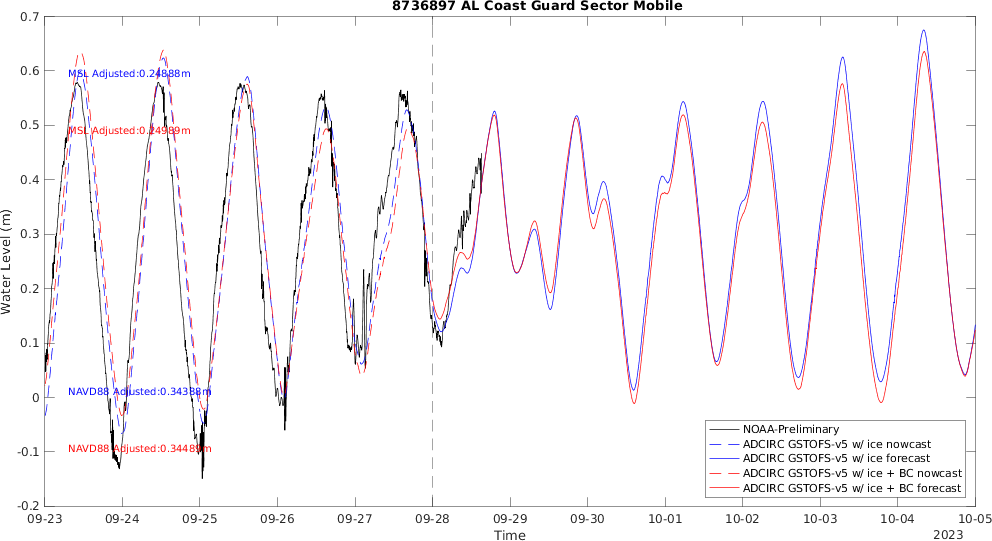 8736897 AL Coast Guard Sector Mobile
Water Level (m)
0.7
0.6
0.5
0.4
0.3
0.2
0.1
0
-0.1
-0.2
MSL Adjusted:0.24888m
MSL Adjusted:0.24989m
NAVD88 Adjusted:0.34388m
NAVD88 Adjusted:0.34489m
NOAA-Preliminary
ADCIRC GSTOFS-v5 w/ ice nowcast
ADCIRC GSTOFS-v5 w/ ice forecast
ADCIRC GSTOFS-v5 w/ ice + BC nowcast
ADCIRC GSTOFS-v5 w/ ice + BC forecast
09-23 09-24 09-25 09-26 09-27 09-28 09-29 09-30 10-01 10-02 10-03 10-04 10-05
Time
2023